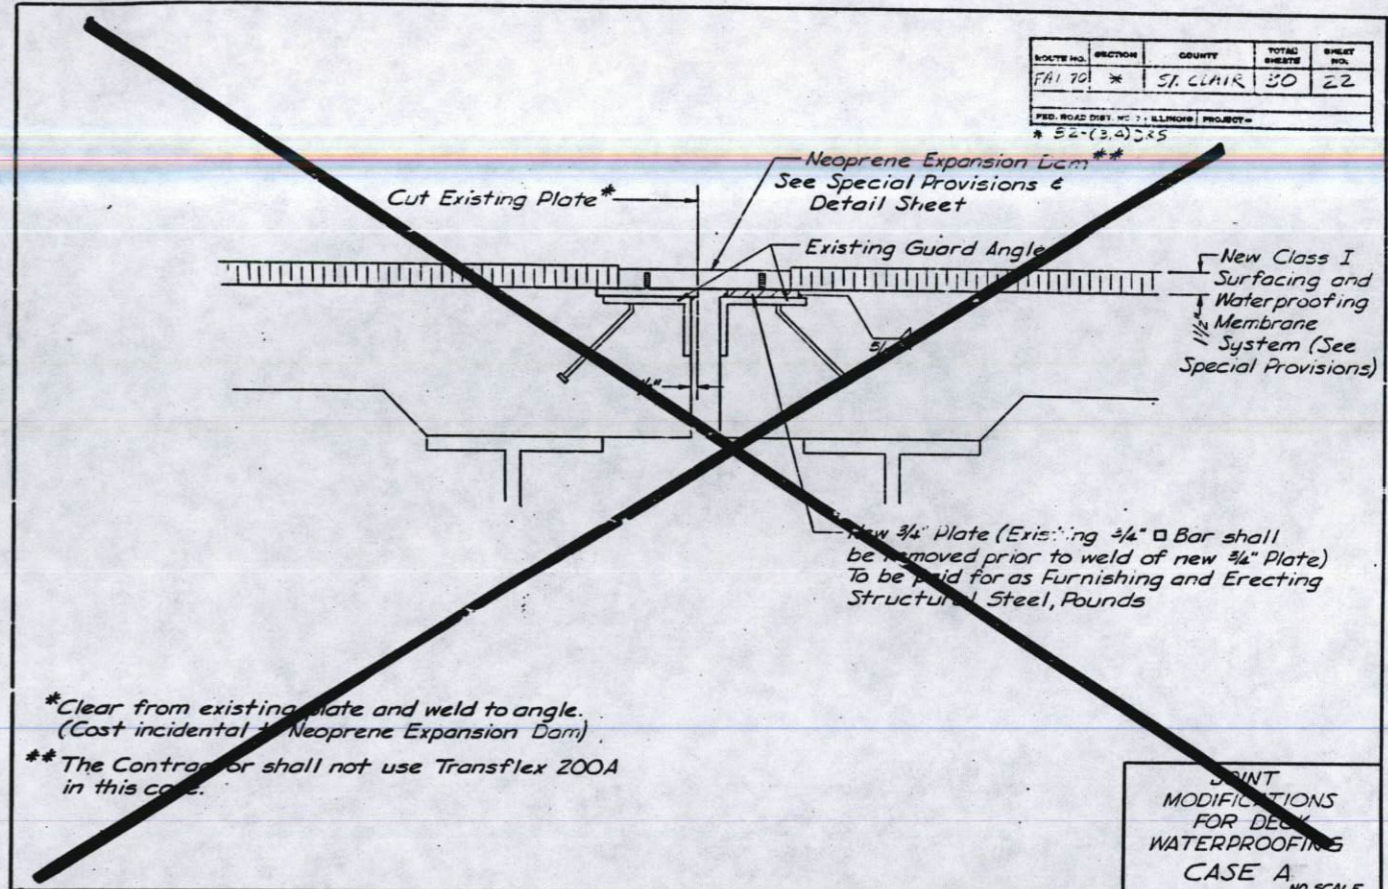 ROUTE NO. SECTION COUNTY TOTAL SHEETS SHEET NO.
FAI 70 * ST. CLAIR 50 22
FED. ROAD DIST. NO. 7 ILLINOIS PROJECT-
Neoprene Expansion Dam **
See Special Provisions &
Detail Sheet
Cut Existing Plate *
Existing Guard Angle
New Class I
Surfacing and
Waterproofing
Membrane
System (See
Special Provisions)
1½"
New ¾" Plate (Existing ¾" □ Bar shall
be removed prior to weld of new ¾" Plate)
To be paid for as Furnishing and Erecting
Structural Steel, Pounds
* Clear from existing plate and weld to angle.
(Cost incidental to Neoprene Expansion Dam)
** The Contractor shall not use Transflex 200A
in this case.
JOINT
MODIFICATIONS
FOR DECK
WATERPROOFING
CASE A
NO SCALE